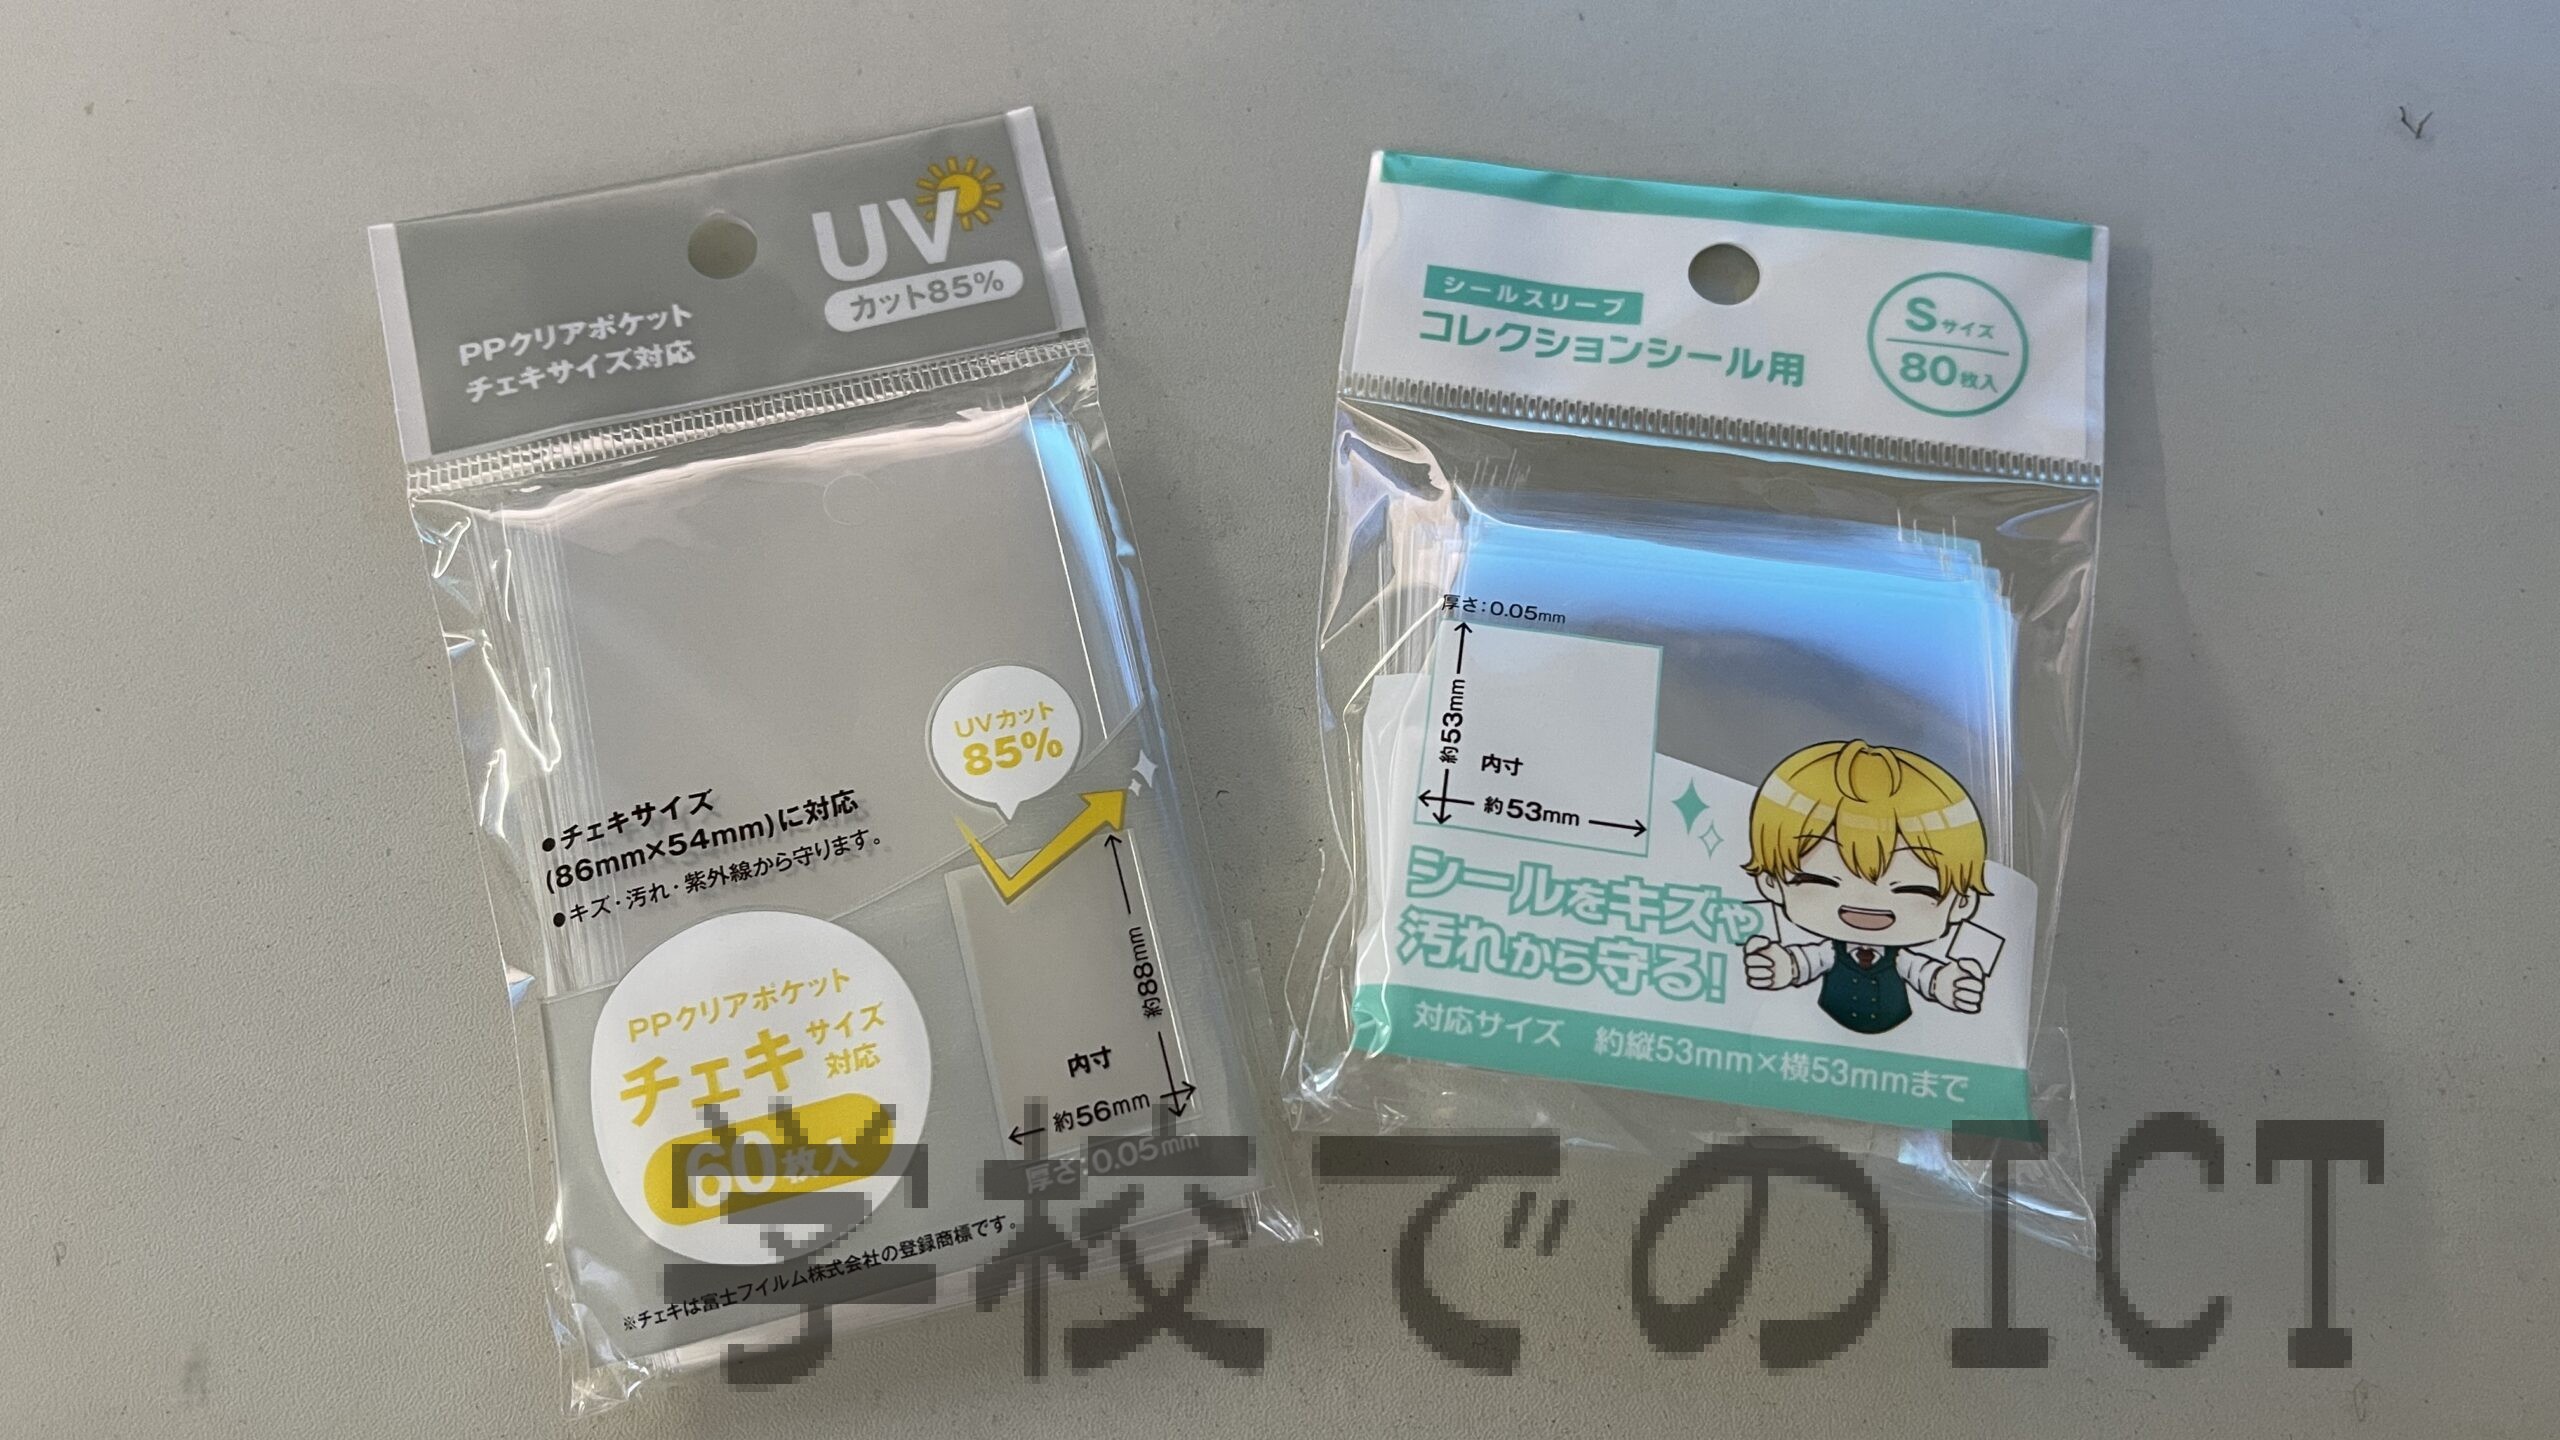 UV
カット85%
PPクリアポケット
チェキサイズ対応
UVカット
85%
●チェキサイズ
(86mm×54mm)に対応
●キズ・汚れ・紫外線から守ります。
約88mm
内寸
約56mm
厚さ:0.05mm
PPクリアポケット
チェキサイズ
対応
60枚入
※チェキは富士フイルム株式会社の登録商標です。
シールスリーブ
コレクションシール用
Sサイズ
80枚入
厚さ:0.05mm
約53mm
内寸
約53mm
シールをキズや
汚れから守る!
対応サイズ 約縦53mm×横53mmまで
学校でのICT